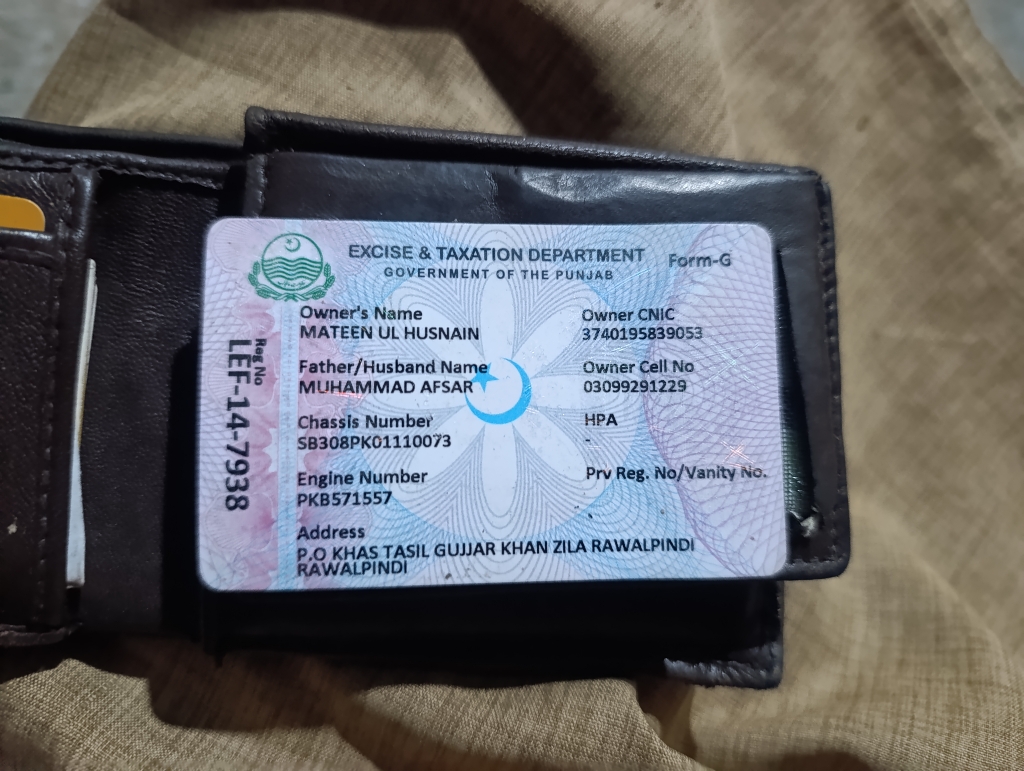 EXCISE & TAXATION DEPARTMENT
Form-G
GOVERNMENT OF THE PUNJAB
Reg No
LEF-14-7938
Owner's Name
MATEEN UL HUSNAIN
Owner CNIC
3740195839053
Father/Husband Name
MUHAMMAD AFSAR
Owner Cell No
03099291229
Chassis Number
SB308PK01110073
HPA
-
Engine Number
PKB571557
Prv Reg. No/Vanity No.
Address
P.O KHAS TASIL GUJJAR KHAN ZILA RAWALPINDI
RAWALPINDI